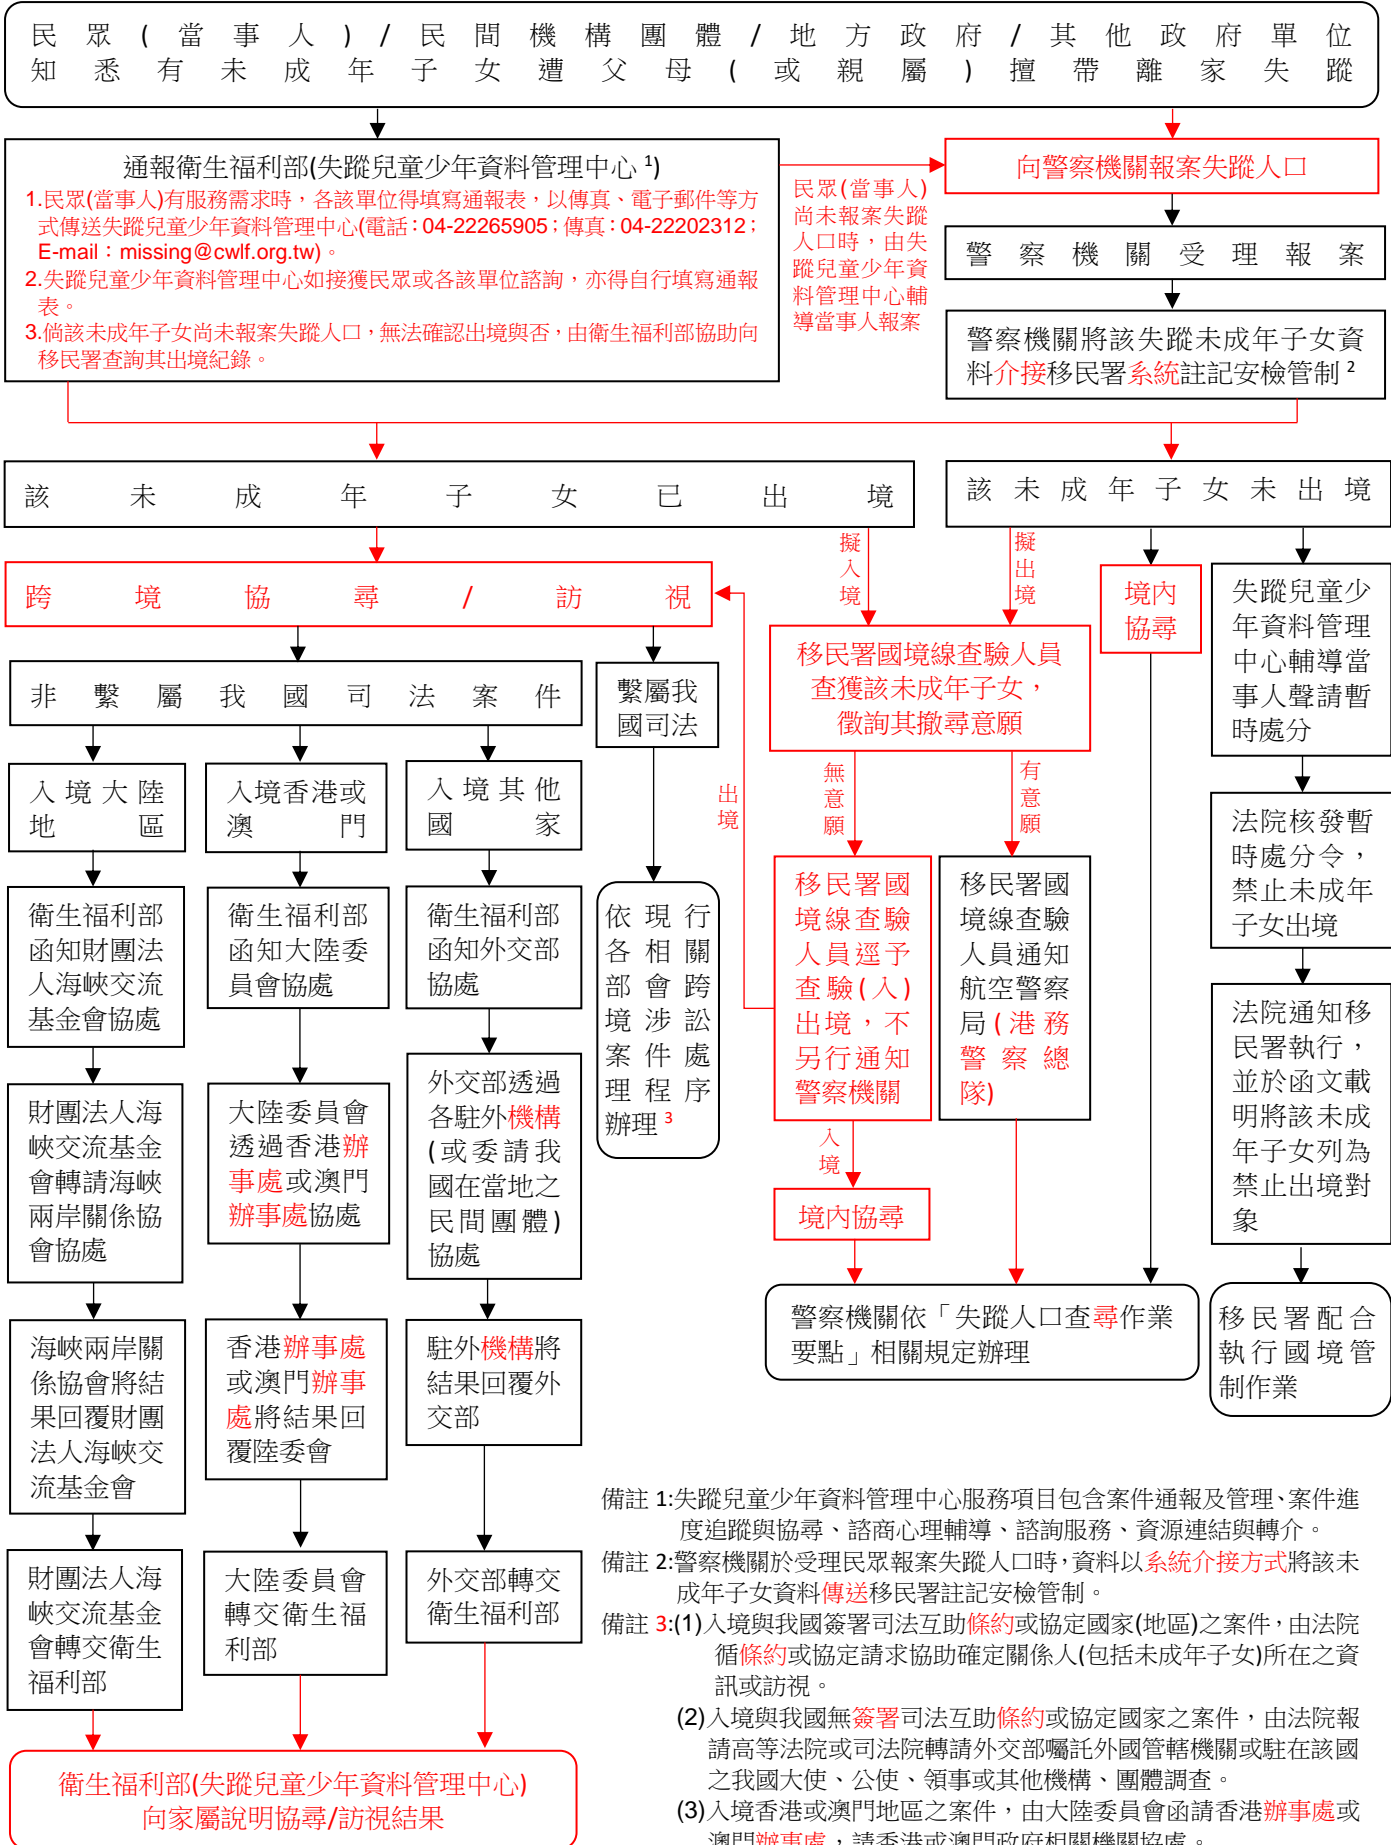 民眾(當事人)/民間機構團體/地方政府/其他政府單位
知悉有未成年子女遭父母(或親屬)擅帶離家失蹤
通報衛生福利部(失蹤兒童少年資料管理中心1)
1.民眾(當事人)有服務需求時，各該單位得填寫通報表，以傳真、電子郵件等方
式傳送失蹤兒童少年資料管理中心(電話：04-22265905；傳真：04-22202312；
E-mail：missing@cwlf.org.tw)。
2.失蹤兒童少年資料管理中心如接獲民眾或各該單位諮詢，亦得自行填寫通報
表。
3.倘該未成年子女尚未報案失蹤人口，無法確認出境與否，由衛生福利部協助向
移民署查詢其出境紀錄。
民眾(當事人)
尚未報案失蹤
人口時，由失
蹤兒童少年資
料管理中心輔
導當事人報案
向警察機關報案失蹤人口
警察機關受理報案
警察機關將該失蹤未成年子女資
料介接移民署系統註記安檢管制2
該未成年子女已出境
該未成年子女未出境
跨境協尋/訪視
擬
入
境
擬
出
境
境內
協尋
失蹤兒童少
年資料管理
中心輔導當
事人聲請暫
時處分
移民署國境線查驗人員
查獲該未成年子女，
徵詢其撤尋意願
非繫屬我國司法案件
繫屬我
國司法
無
意
願
有
意
願
出
境
入境大陸
地區
入境香港或
澳門
入境其他
國家
法院核發暫
時處分令，
禁止未成年
子女出境
衛生福利部
函知財團法
人海峽交流
基金會協處
衛生福利部
函知大陸委
員會協處
衛生福利部
函知外交部
協處
依現行
各相關
部會跨
境涉訟
案件處
理程序
辦理3
移民署國
境線查驗
人員逕予
查驗(入)
出境，不
另行通知
警察機關
移民署國
境線查驗
人員通知
航空警察
局(港務
警察總
隊)
法院通知移
民署執行，
並於函文載
明將該未成
年子女列為
禁止出境對
象
財團法人海
峽交流基金
會轉請海峽
兩岸關係協
會協處
大陸委員會
透過香港辦
事處或澳門
辦事處協處
外交部透過
各駐外機構
(或委請我
國在當地之
民間團體)
協處
入
境
境內協尋
警察機關依「失蹤人口查尋作業
要點」相關規定辦理
移民署配合
執行國境管
制作業
海峽兩岸關
係協會將結
果回覆財團
法人海峽交
流基金會
香港辦事處
或澳門辦事
處將結果回
覆陸委會
駐外機構將
結果回覆外
交部
財團法人海
峽交流基金
會轉交衛生
福利部
大陸委員會
轉交衛生福
利部
外交部轉交
衛生福利部
衛生福利部(失蹤兒童少年資料管理中心)
向家屬說明協尋/訪視結果
備註 1:失蹤兒童少年資料管理中心服務項目包含案件通報及管理、案件進
度追蹤與協尋、諮商心理輔導、諮詢服務、資源連結與轉介。
備註 2:警察機關於受理民眾報案失蹤人口時，資料以系統介接方式將該未
成年子女資料傳送移民署註記安檢管制。
備註 3:(1)入境與我國簽署司法互助條約或協定國家(地區)之案件，由法院
循條約或協定請求協助確定關係人(包括未成年子女)所在之資
訊或訪視。
(2)入境與我國無簽署司法互助條約或協定國家之案件，由法院報
請高等法院或司法院轉請外交部囑託外國管轄機關或駐在該國
之我國大使、公使、領事或其他機構、團體調查。
(3)入境香港或澳門地區之案件，由大陸委員會函請香港辦事處或
澳門辦事處，請香港或澳門政府相關機關協處。